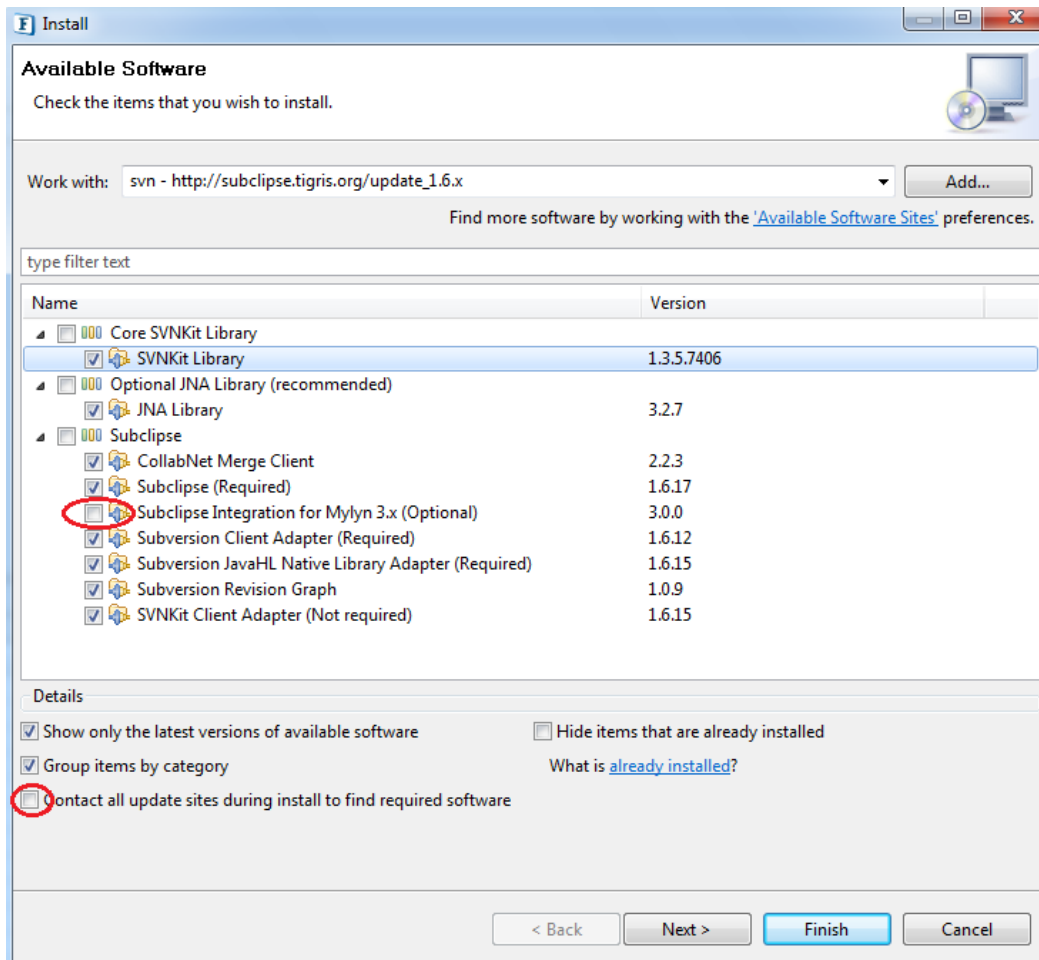 Install
Available Software
Check the items that you wish to install.
Work with: svn - http://subclipse.tigris.org/update_1.6.x Add...
Find more software by working with the 'Available Software Sites' preferences.
type filter text
Name Version
Core SVNKit Library
SVNKit Library 1.3.5.7406
Optional JNA Library (recommended)
JNA Library 3.2.7
Subclipse
CollabNet Merge Client 2.2.3
Subclipse (Required) 1.6.17
Subclipse Integration for Mylyn 3.x (Optional) 3.0.0
Subversion Client Adapter (Required) 1.6.12
Subversion JavaHL Native Library Adapter (Required) 1.6.15
Subversion Revision Graph 1.0.9
SVNKit Client Adapter (Not required) 1.6.15
Details
Show only the latest versions of available software Hide items that are already installed
Group items by category What is already installed?
Contact all update sites during install to find required software
< Back Next > Finish Cancel